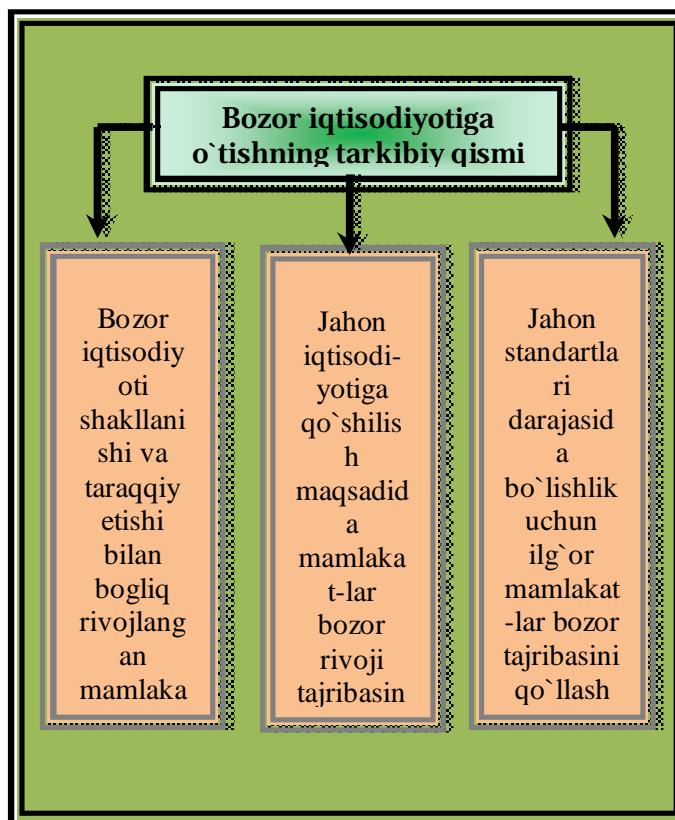 Bozor iqtisodiyotiga
o`tishning tarkibiy qismi
Bozor
iqtisodiy
oti
shakllani
shi va
taraqqiy
etishi
bilan
bogliq
rivojlang
an
mamlaka
Jahon
iqtisodi-
yotiga
qo`shilis
h
maqsadid
a
mamlaka
t-lar
bozor
rivoji
tajribasin
Jahon
standartla
ri
darajasid
a
bo`lishlik
uchun
ilg`or
mamlakat
-lar bozor
tajribasini
qo`llash